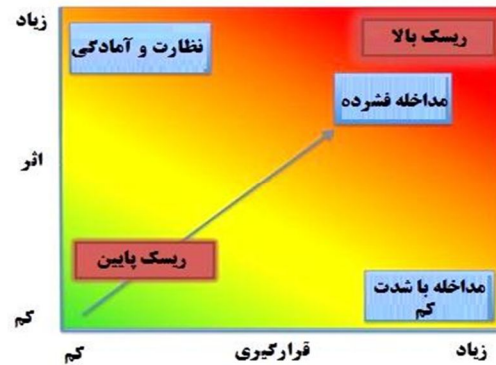 زیاد
نظارت و آمادگی
ریسک بالا
مداخله فشرده
اثر
ریسک پایین
مداخله با شدت
کم
کم
کم
قرارگیری
زیاد